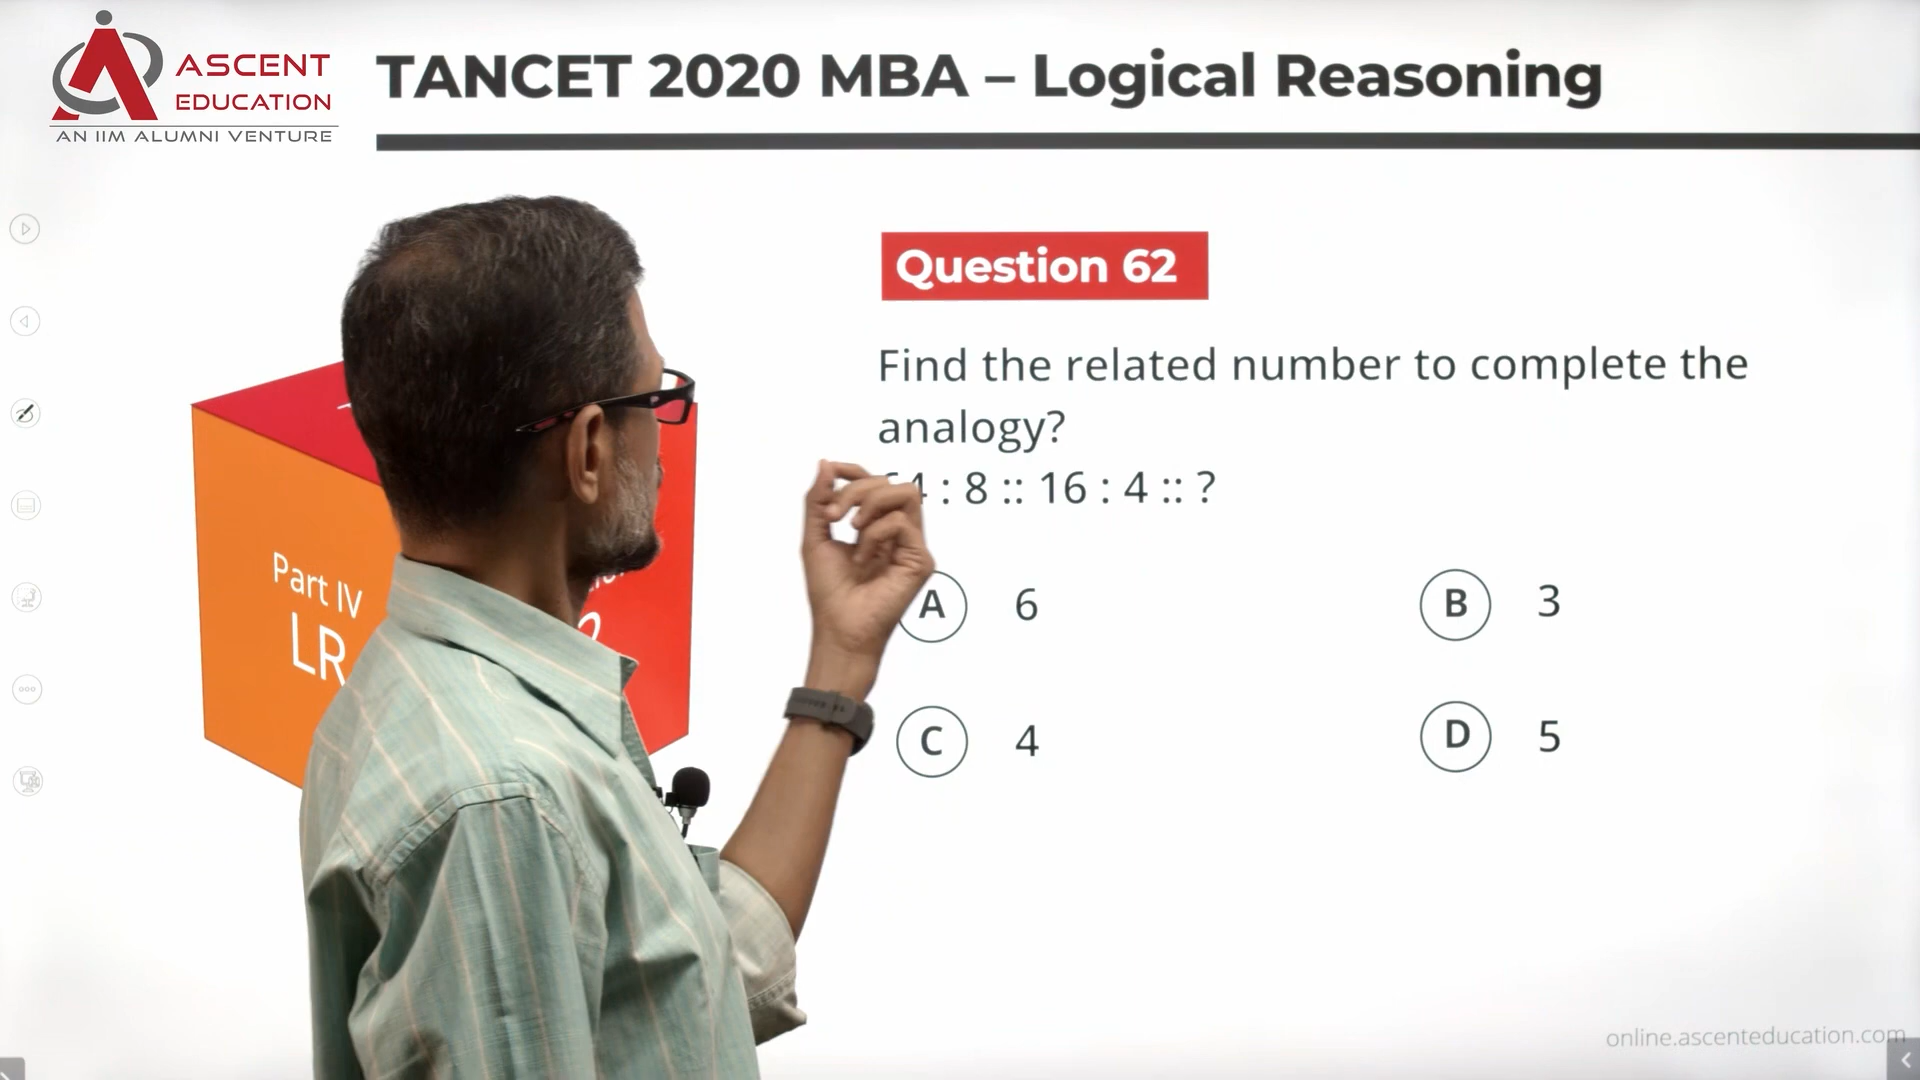 ASCENT
EDUCATION
AN IIM ALUMNI VENTURE
TANCET 2020 MBA – Logical Reasoning
Question 62
Find the related number to complete the
analogy?
4 : 8 :: 16 : 4 :: ?
A 6
B 3
C 4
D 5
Part IV
LR
online.ascenteducation.com